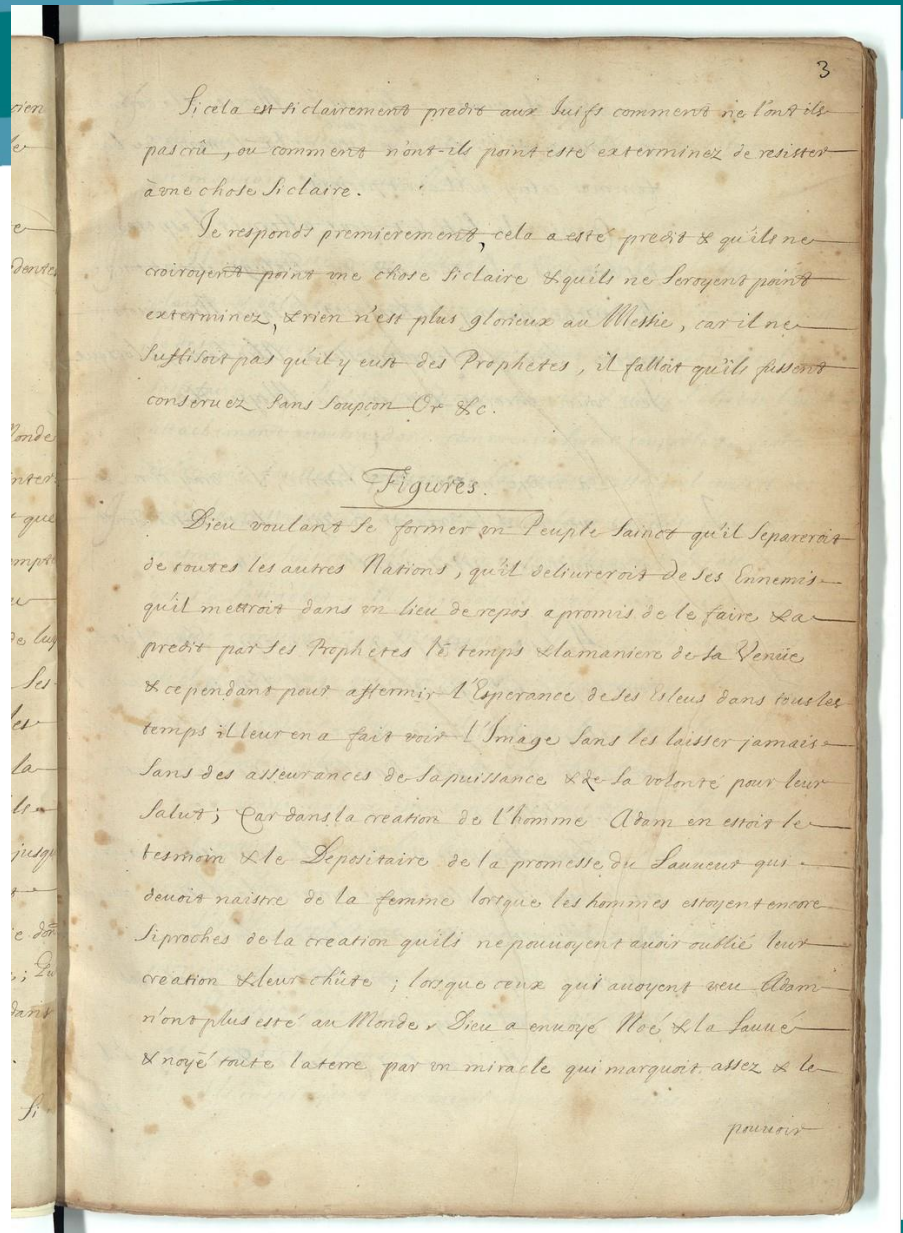 3
Si cela est si clairement predit aux Juifs comment ne l'ont ils
pas crû, ou comment n'ont-ils point esté exterminez de resister
à vne chose si claire.
Je responds premierement, cela a esté predit & qu'ils ne
croiroyent point vne chose si claire & qu'ils ne seroyent point
exterminez, & rien n'est plus glorieux au Messie, car il ne
suffisoit pas qu'il y eust des Prophetes, il falloit qu'ils fussent
conseruez sans soupçon Or &c.
Figures.
Dieu voulant se former vn Peuple sainct qu'il separeroit
de toutes les autres Nations, qu'il deliureroit de ses Ennemis
qu'il mettroit dans vn lieu de repos a promis de le faire & a
predit par ses Prophetes le temps & la maniere de sa Venüe
& cependant pour affermir l'Esperance de ses Esleus dans tous les
temps il leur en a fait voir l'Image sans les laisser jamais
sans des asseurances de sa puissance & de sa volonté pour leur
salut; Car dans la creation de l'homme Adam en estoit le
tesmoin & le Depositaire de la promesse du Sauueur qui
deuoit naistre de la femme lorsque les hommes estoyent encore
si proches de la creation qu'ils ne pouuoyent auoir oublié leur
creation & leur chûte; lorsque ceux qui auoyent veu Adam
n'ont plus esté au Monde, Dieu a enuoyé Noé & la sauué
& noyé toute la terre par vn miracle qui marquoit assez & le
pouuoir